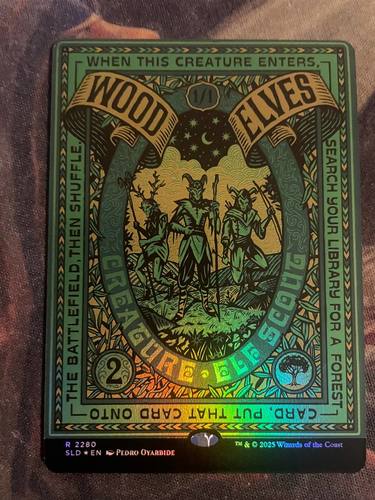 WHEN THIS CREATURE ENTERS,
SEARCH YOUR LIBRARY FOR A FOREST
CARD, PUT THAT CARD ONTO
THE BATTLEFIELD, THEN SHUFFLE.
WOOD ELVES
1/1
CREATURE • ELF SCOUT
2
R 2280
SLD ★ EN PEDRO OYARBIDE
™ & © 2025 Wizards of the Coast